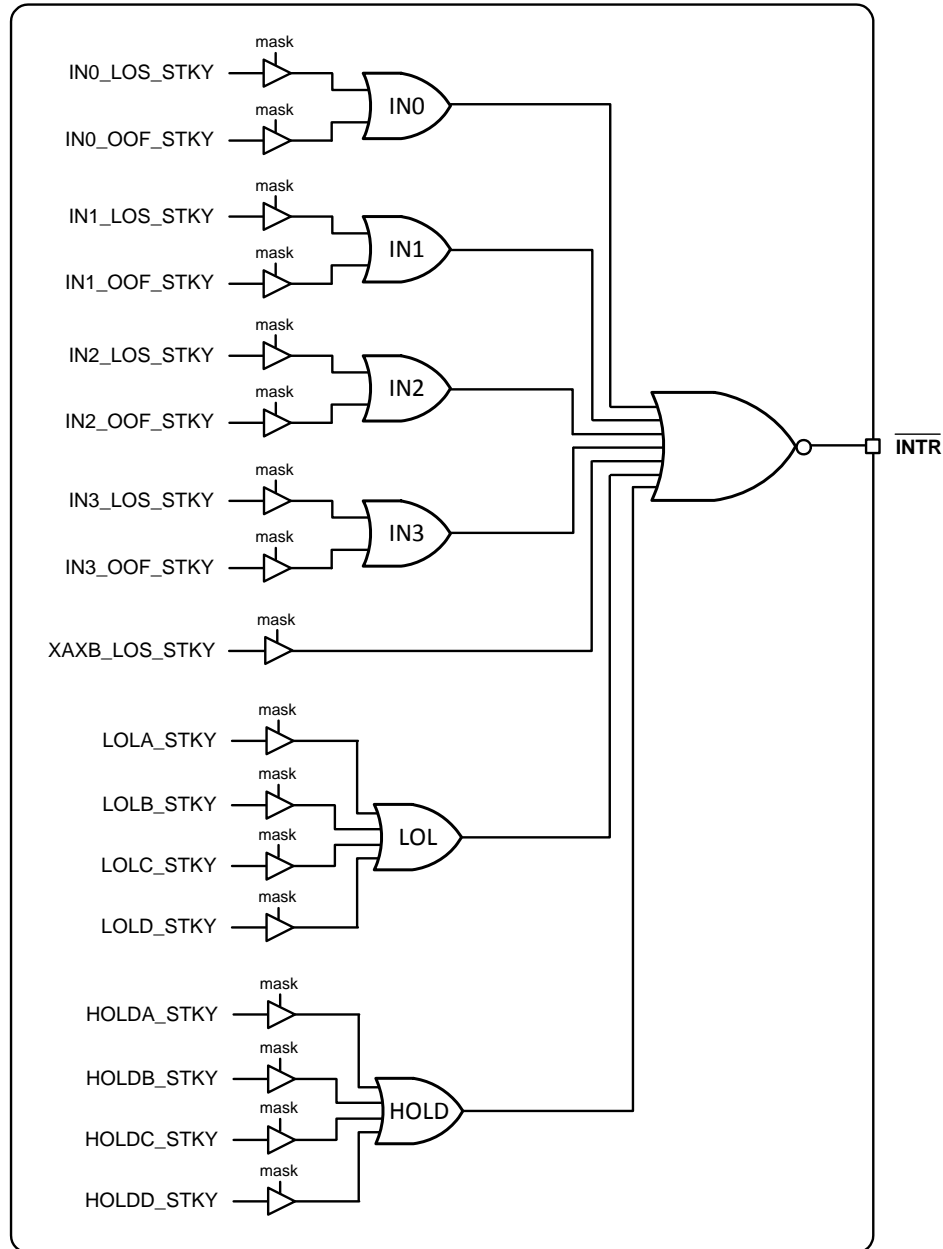 mask
IN0_LOS_STKY
IN0
mask
IN0_OOF_STKY
mask
IN1_LOS_STKY
IN1
mask
IN1_OOF_STKY
mask
IN2_LOS_STKY
IN2
mask
IN2_OOF_STKY
INTR
mask
IN3_LOS_STKY
IN3
mask
IN3_OOF_STKY
mask
XAXB_LOS_STKY
mask
LOLA_STKY
mask
LOLB_STKY
LOL
mask
LOLC_STKY
mask
LOLD_STKY
mask
HOLDA_STKY
mask
HOLDB_STKY
HOLD
mask
HOLDC_STKY
mask
HOLDD_STKY